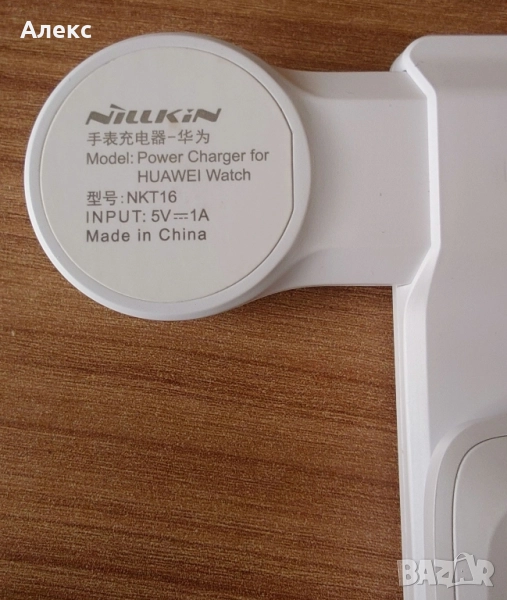 Алекс
NILLKIN
手表充电器-华为
Model: Power Charger for
HUAWEI Watch
型号: NKT16
INPUT: 5V⎓1A
Made in China
BAZAR